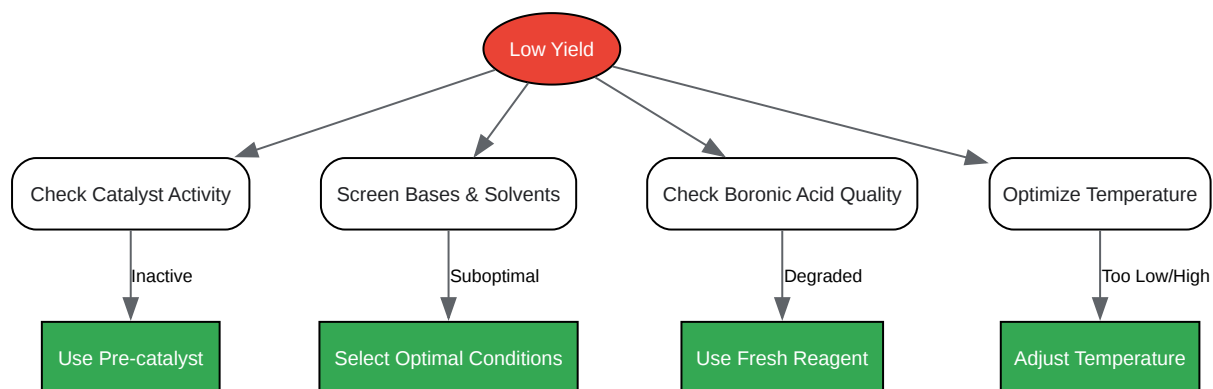 Low Yield
Check Catalyst Activity
Screen Bases & Solvents
Check Boronic Acid Quality
Optimize Temperature
Inactive
Suboptimal
Degraded
Too Low/High
Use Pre-catalyst
Select Optimal Conditions
Use Fresh Reagent
Adjust Temperature